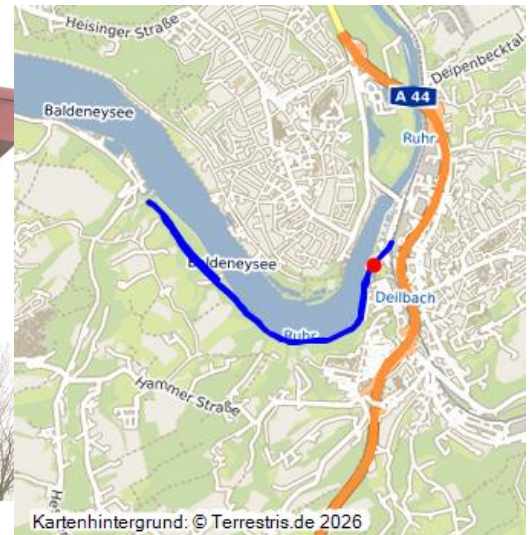 Heisinger Straße
Deipenbecktal
A 44
Baldeneysee
Ruhr
Baldeneysee
Deilbach
Ruhr
Hammer Straße
Kartenhintergrund: © Terrestris.de 2026